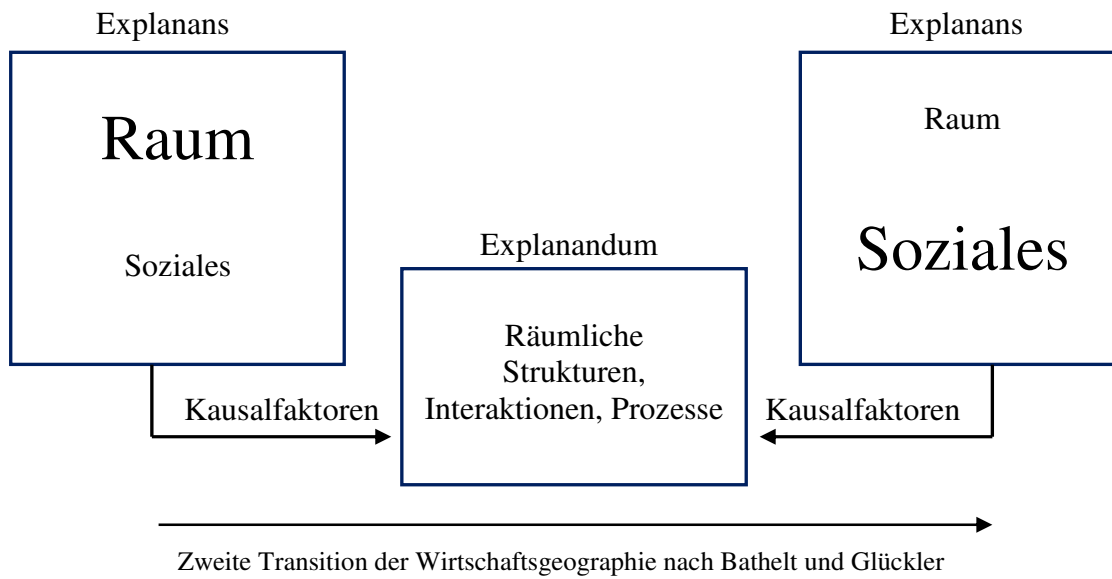 Explanans
Raum
Soziales
Explanans
Raum
Soziales
Explanandum
Räumliche
Strukturen,
Interaktionen, Prozesse
Kausalfaktoren
Kausalfaktoren
Zweite Transition der Wirtschaftsgeographie nach Bathelt und Glückler